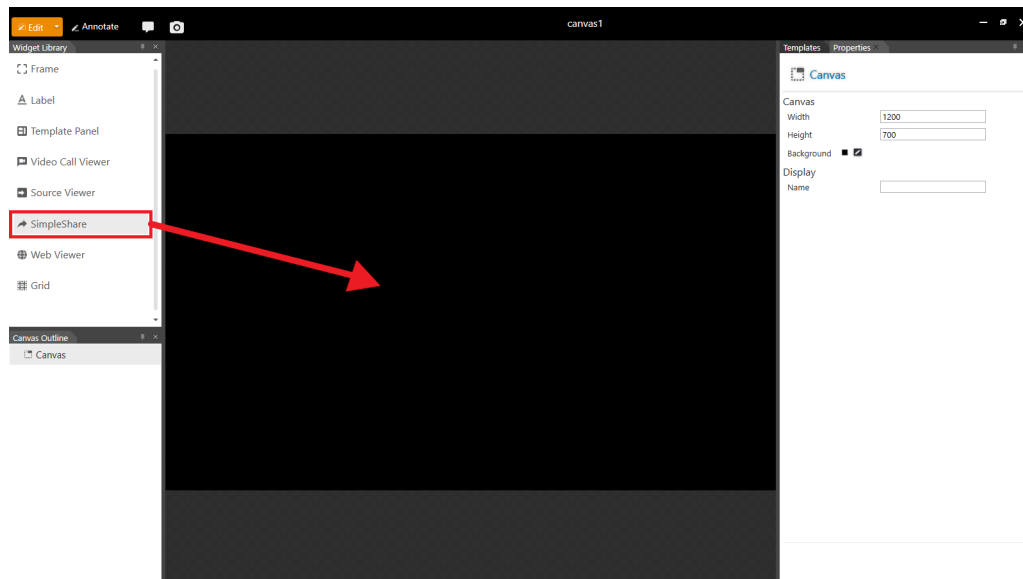 Edit
Annotate
canvas1
Widget Library
Frame
Label
Template Panel
Video Call Viewer
Source Viewer
SimpleShare
Web Viewer
Grid
Canvas Outline
Canvas
Templates
Properties
Canvas
Canvas
Width
1200
Height
700
Background
Display
Name